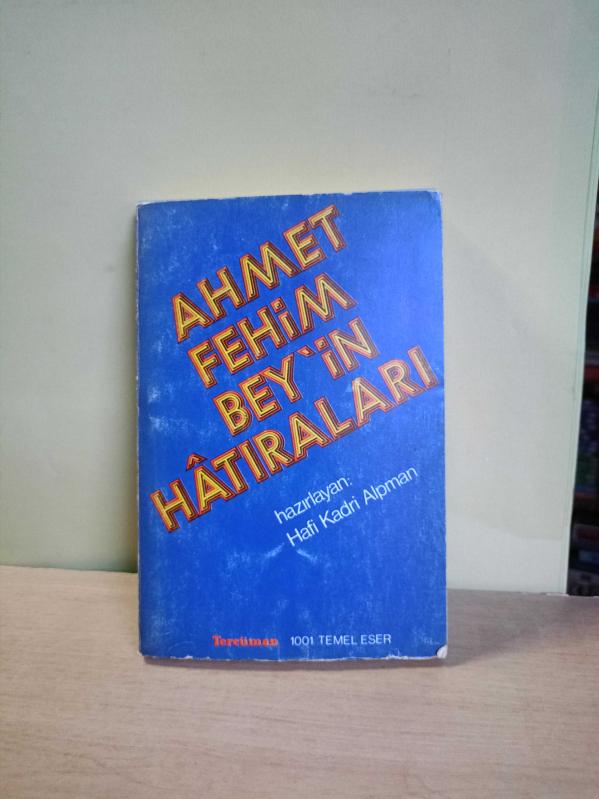 AHMET
FEHİM
BEY'İN
HÂTIRALARI
hazırlayan:
Hafi Kadri Alpman
Tercüman 1001 TEMEL ESER